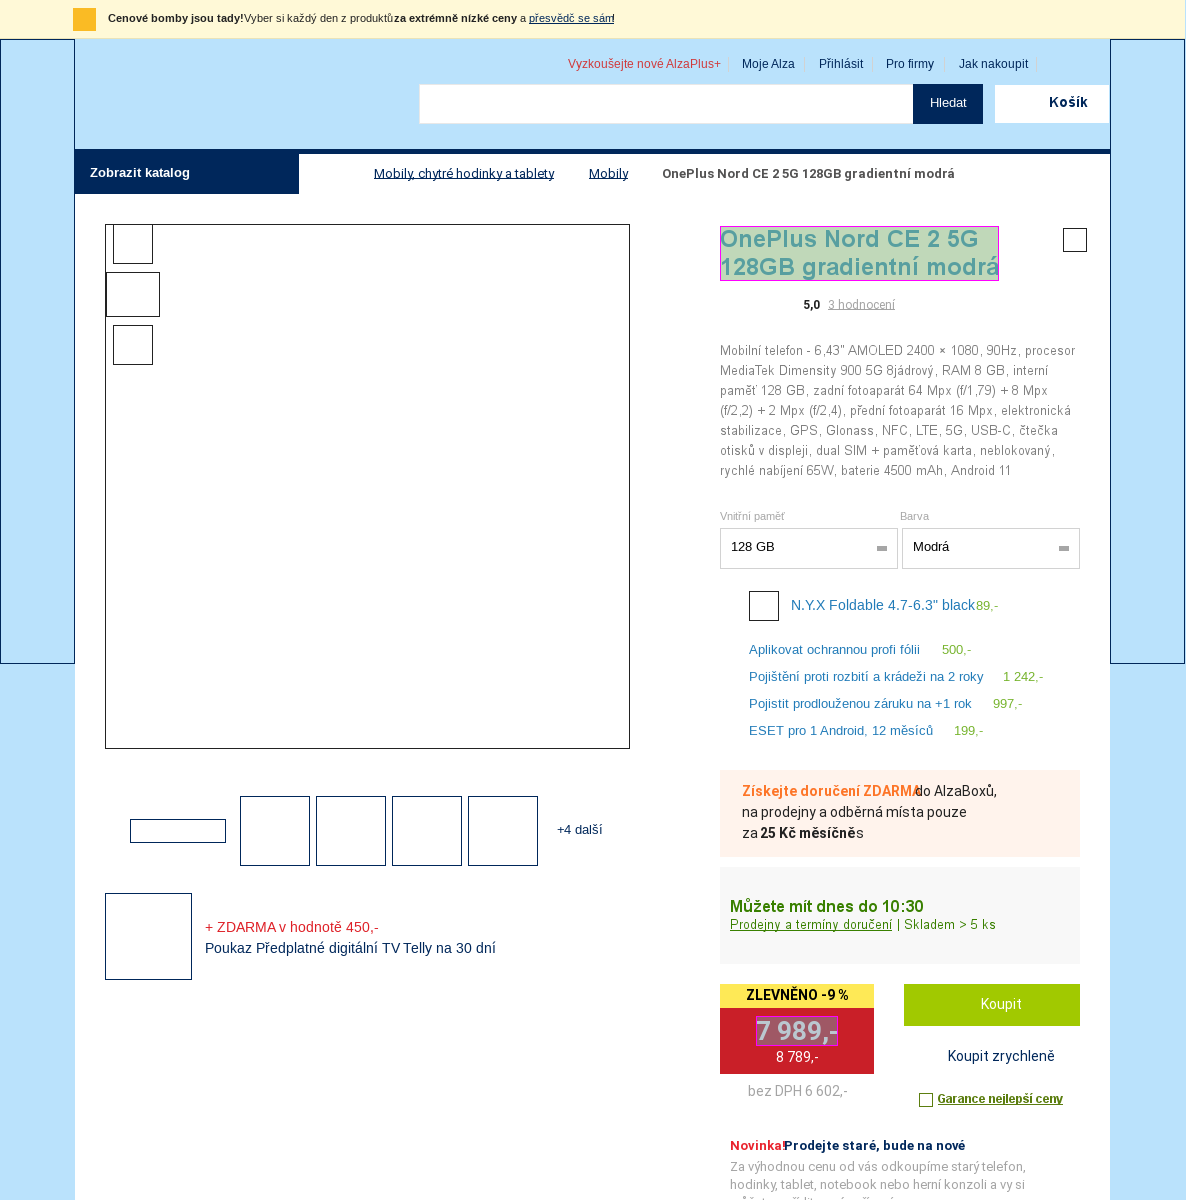 Cenové bomby jsou tady!Vyber si každý den z produktů za extrémně nízké ceny a přesvědč se sám!
Vyzkoušejte nové AlzaPlus+
Moje Alza
Přihlásit
Pro firmy
Jak nakoupit
Hledat
Košík
Zobrazit katalog
Mobily, chytré hodinky a tablety
Mobily
OnePlus Nord CE 2 5G 128GB gradientní modrá
OnePlus Nord CE 2 5G
128GB gradientní modrá
5,0 3 hodnocení
Mobilní telefon - 6,43" AMOLED 2400 × 1080, 90Hz, procesor
MediaTek Dimensity 900 5G 8jádrový, RAM 8 GB, interní
paměť 128 GB, zadní fotoaparát 64 Mpx (f/1,79) + 8 Mpx
(f/2,2) + 2 Mpx (f/2,4), přední fotoaparát 16 Mpx, elektronická
stabilizace, GPS, Glonass, NFC, LTE, 5G, USB-C, čtečka
otisků v displeji, dual SIM + paměťová karta, neblokovaný,
rychlé nabíjení 65W, baterie 4500 mAh, Android 11
Vnitřní paměť
Barva
128 GB
Modrá
N.Y.X Foldable 4.7-6.3" black 89,-
Aplikovat ochrannou profi fólii 500,-
Pojištění proti rozbití a krádeži na 2 roky 1 242,-
Pojistit prodlouženou záruku na +1 rok 997,-
ESET pro 1 Android, 12 měsíců 199,-
Získejte doručení ZDARMA do AlzaBoxů,
na prodejny a odběrná místa pouze
za 25 Kč měsíčně s
+4 další
+ ZDARMA v hodnotě 450,-
Poukaz Předplatné digitální TV Telly na 30 dní
Můžete mít dnes do 10:30
Prodejny a termíny doručení | Skladem > 5 ks
ZLEVNĚNO -9 %
7 989,-
8 789,-
bez DPH 6 602,-
Koupit
Koupit zrychleně
Garance nejlepší ceny
Novinka! Prodejte staré, bude na nové
Za výhodnou cenu od vás odkoupíme starý telefon,
hodinky, tablet, notebook nebo herní konzoli a vy si